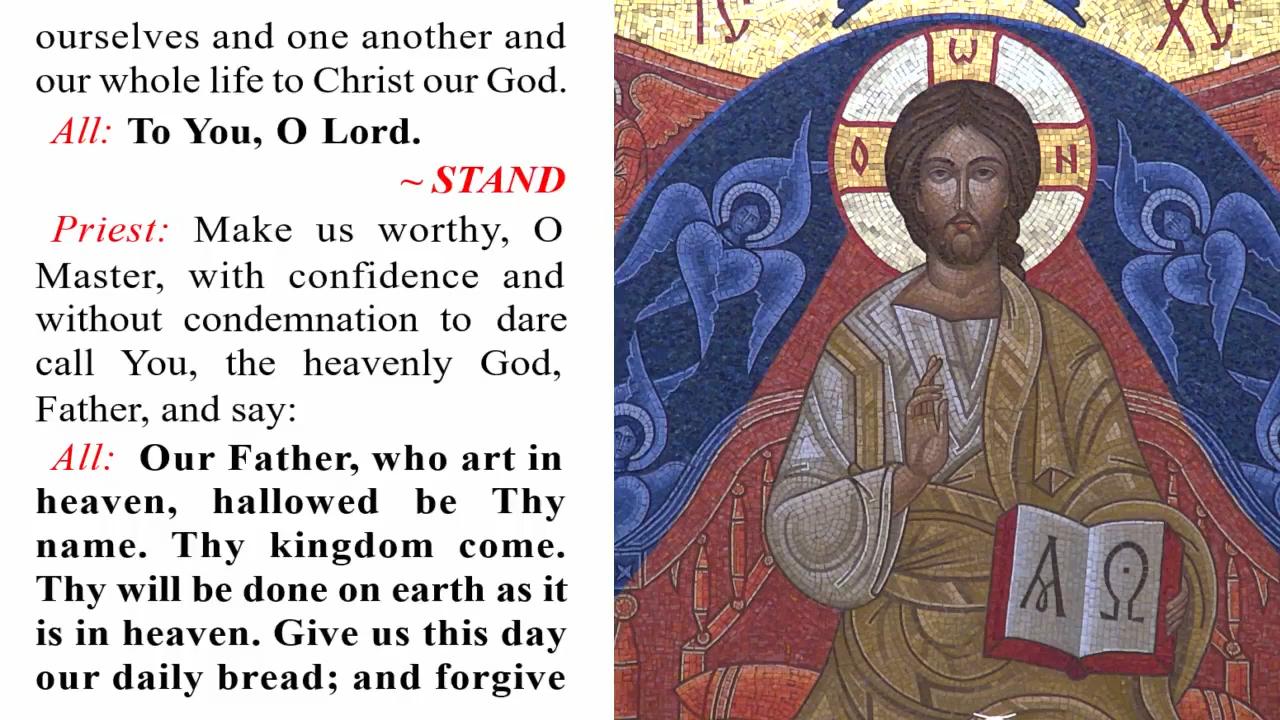 ourselves and one another and
our whole life to Christ our God.
All: To You, O Lord.
~ STAND
Priest: Make us worthy, O
Master, with confidence and
without condemnation to dare
call You, the heavenly God,
Father, and say:
All: Our Father, who art in
heaven, hallowed be Thy
name. Thy kingdom come.
Thy will be done on earth as it
is in heaven. Give us this day
our daily bread; and forgive
IC XC
ω
Ο Ν
Α Ω